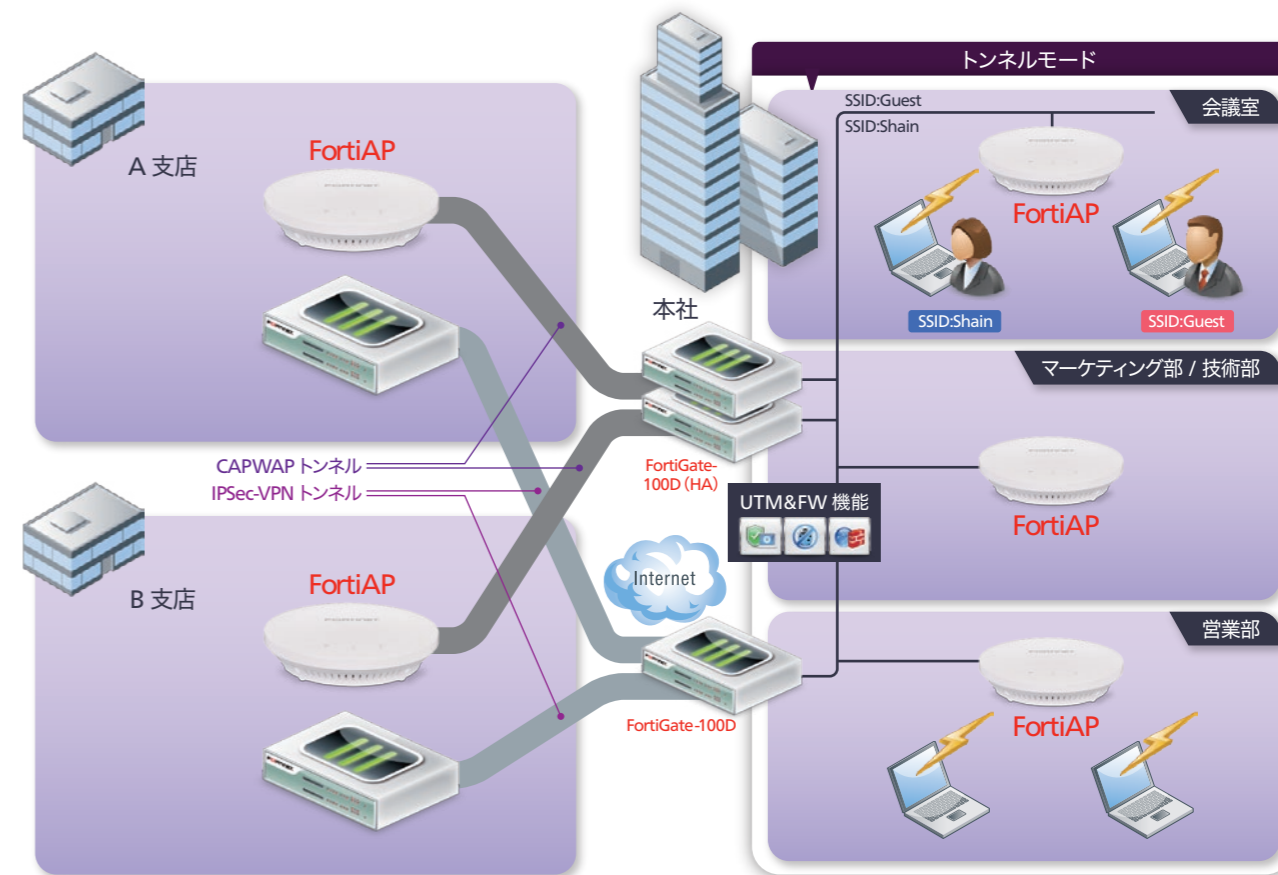 トンネルモード
SSID:Guest
SSID:Shain
会議室
A 支店
FortiAP
FortiAP
SSID:Shain
SSID:Guest
本社
マーケティング部 / 技術部
CAPWAP トンネル
IPSec-VPN トンネル
FortiGate-
100D (HA)
UTM&FW 機能
FortiAP
Internet
B 支店
FortiAP
営業部
FortiGate-100D
FortiAP